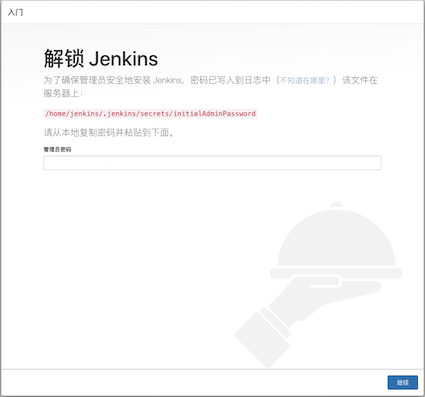 入门
解锁 Jenkins
为了确保管理员安全地安装 Jenkins，密码已写入到日志中（不知道在哪里？）该文件在
服务器上：
/home/jenkins/.jenkins/secrets/initialAdminPassword
请从本地复制密码并粘贴到下面。
管理员密码
继续